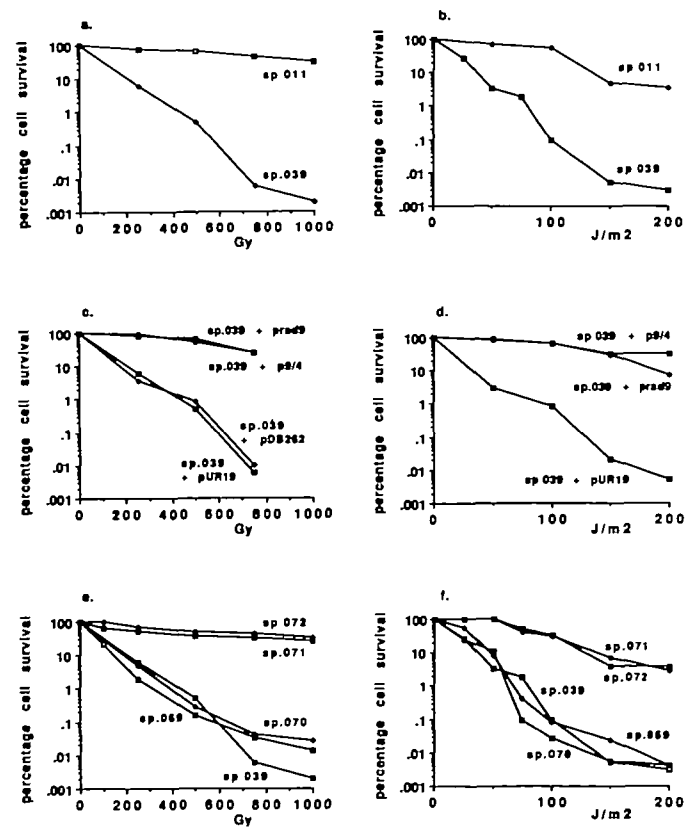 a.
percentage cell survival
100
10
1
.1
.01
.001
0 200 400 600 800 1000
Gy
sp 011
sp.039
b.
percentage cell survival
100
10
1
.1
.01
.001
0 100 200
J/m2
sp 011
sp 039
c.
percentage cell survival
100
10
1
.1
.01
.001
0 200 400 600 800 1000
Gy
sp.039 + prad9
sp.039 + p9/4
sp.039
+ pDB262
sp.039
+ pUR19
d.
percentage cell survival
100
10
1
.1
.01
.001
0 100 200
J/m2
sp 039 + p9/4
sp.039 + prad9
sp 039 + pUR19
e.
percentage cell survival
100
10
1
.1
.01
.001
0 200 400 600 800 1000
Gy
sp 072
sp.071
sp.069
sp.070
sp 039
f.
percentage cell survival
100
10
1
.1
.01
.001
0 100 200
J/m2
sp.071
sp.072
sp.039
sp.069
sp.070